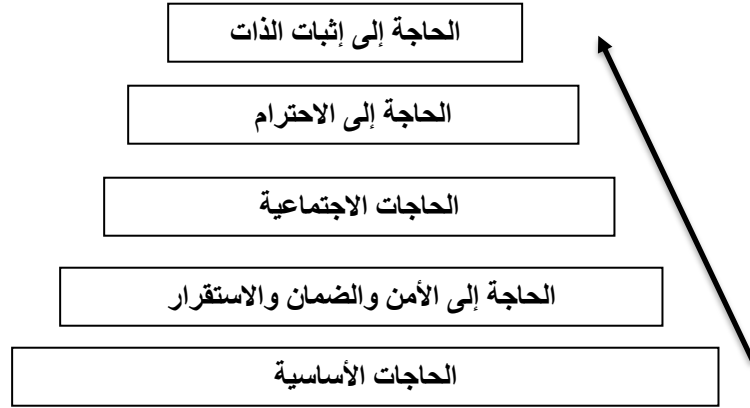 الحاجة إلى إثبات الذات
الحاجة إلى الاحترام
الحاجات الاجتماعية
الحاجة إلى الأمن والضمان والاستقرار
الحاجات الأساسية